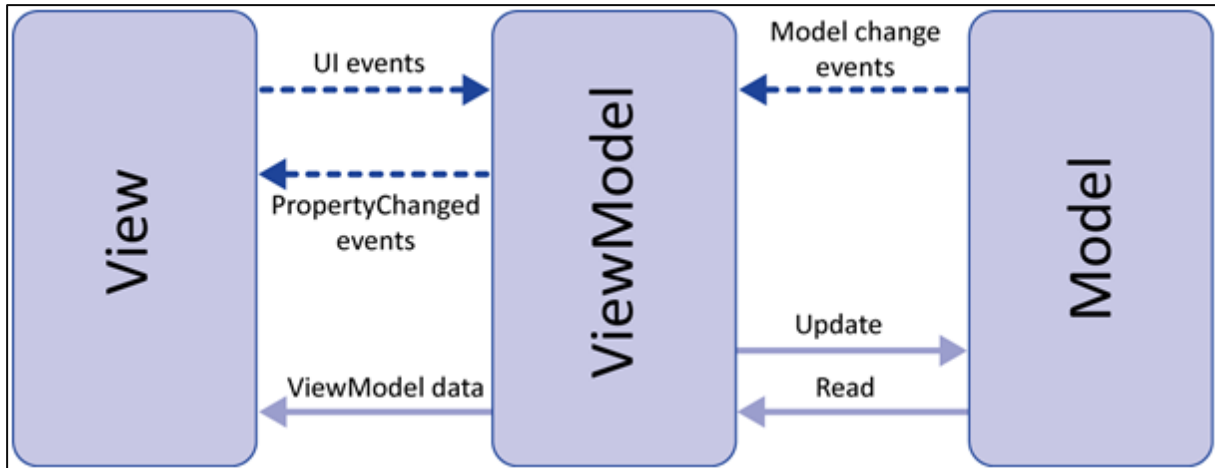 View
UI events
PropertyChanged
events
ViewModel data
ViewModel
Model change
events
Update
Read
Model